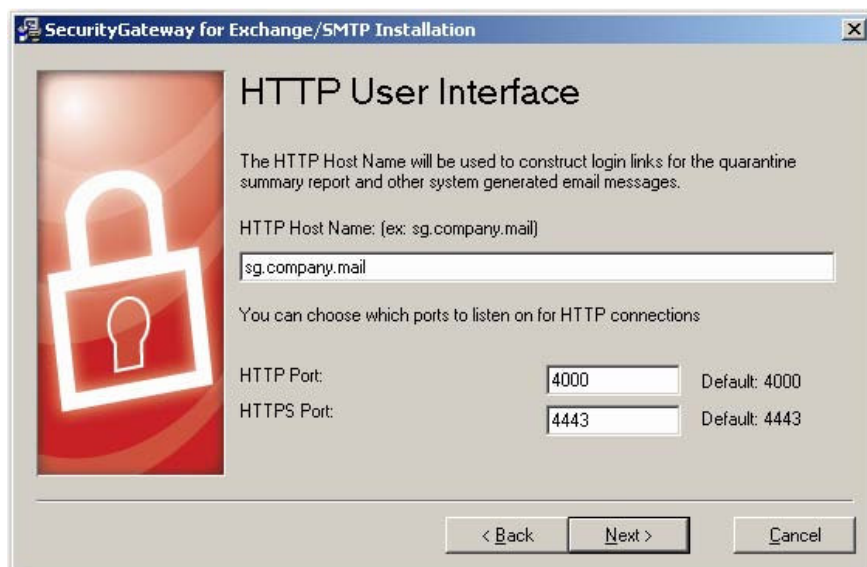 SecurityGateway for Exchange/SMTP Installation
HTTP User Interface
The HTTP Host Name will be used to construct login links for the quarantine
summary report and other system generated email messages.
HTTP Host Name: (ex: sg.company.mail)
sg.company.mail
You can choose which ports to listen on for HTTP connections
HTTP Port: 4000 Default: 4000
HTTPS Port: 4443 Default: 4443
< Back Next > Cancel